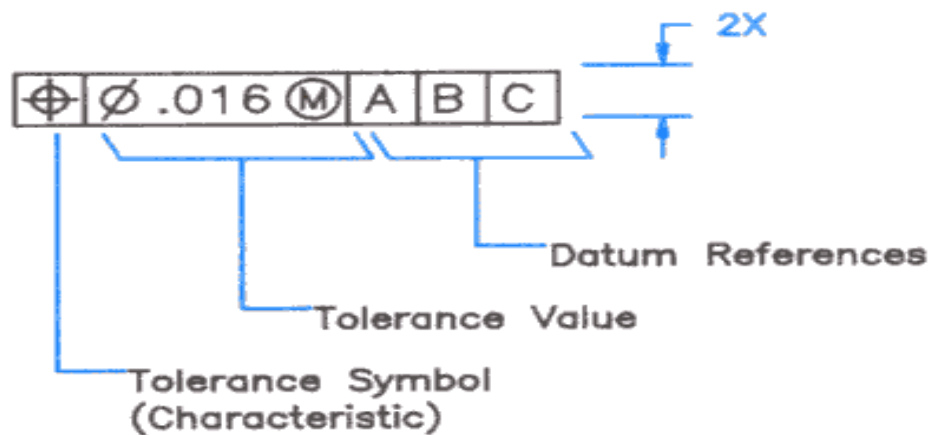 2X
⌖ Ø .016 Ⓜ A B C
Datum References
Tolerance Value
Tolerance Symbol
(Characteristic)